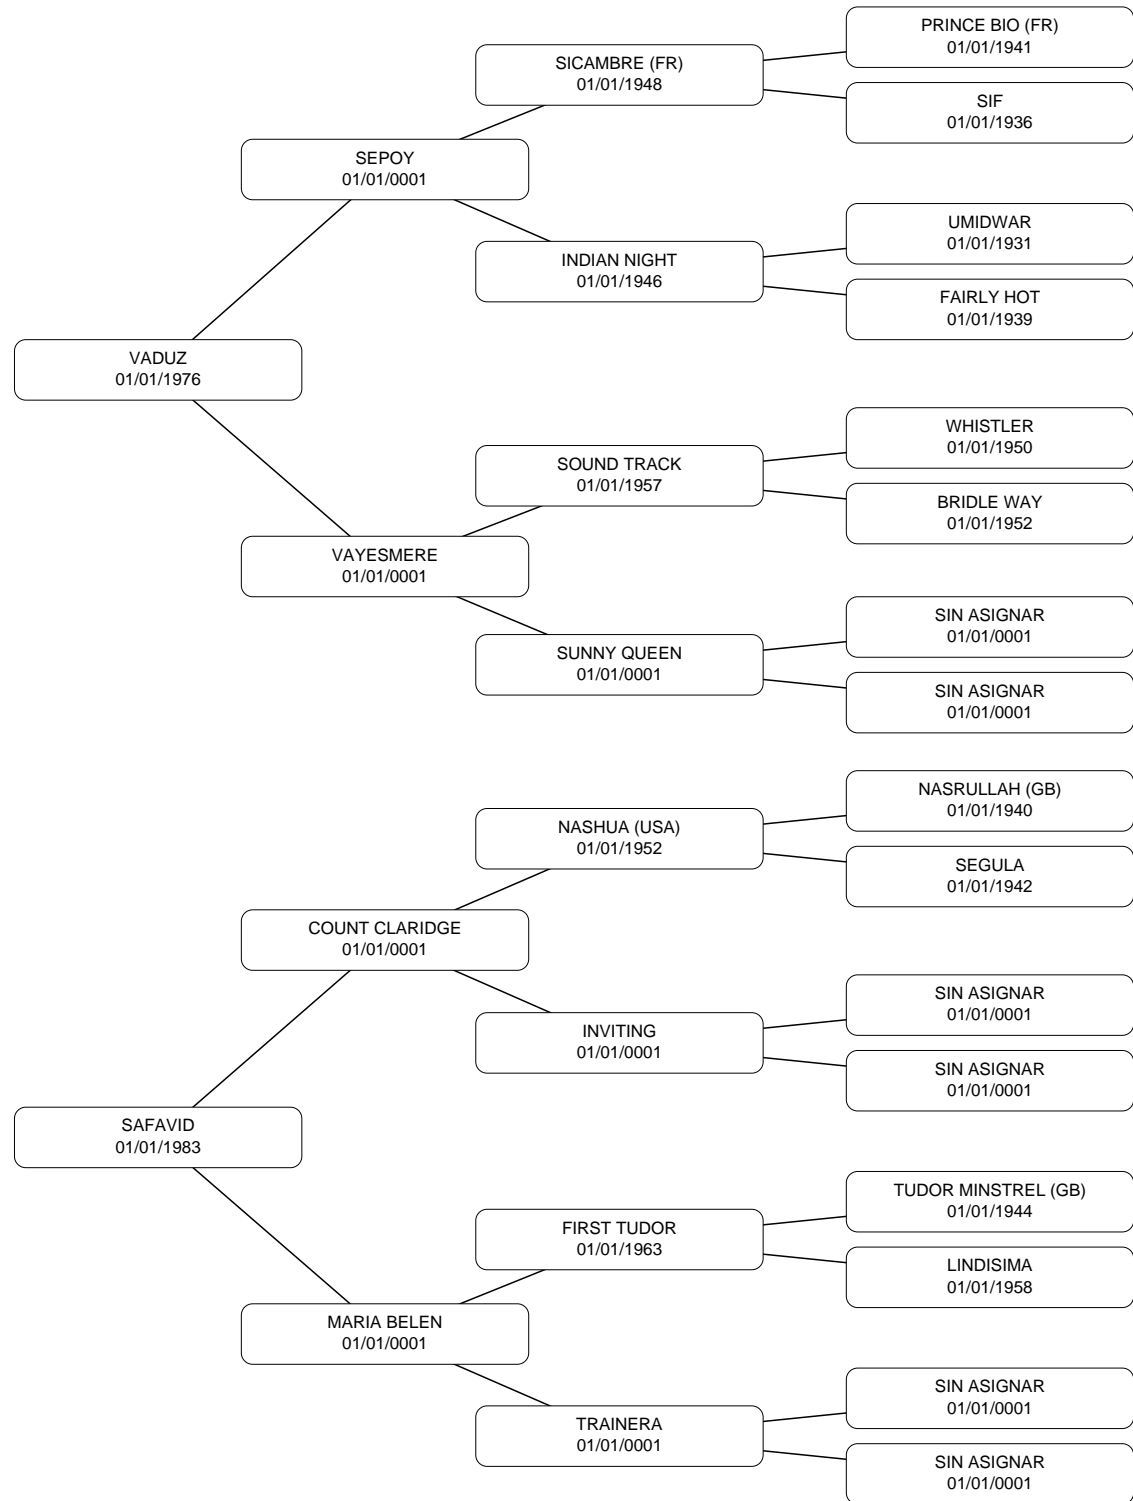 PRINCE BIO (FR)
01/01/1941
SICAMBRE (FR)
01/01/1948
SIF
01/01/1936
SEPOY
01/01/0001
UMIDWAR
01/01/1931
INDIAN NIGHT
01/01/1946
FAIRLY HOT
01/01/1939
VADUZ
01/01/1976
WHISTLER
01/01/1950
SOUND TRACK
01/01/1957
BRIDLE WAY
01/01/1952
VAYESMERE
01/01/0001
SIN ASIGNAR
01/01/0001
SUNNY QUEEN
01/01/0001
SIN ASIGNAR
01/01/0001
NASRULLAH (GB)
01/01/1940
NASHUA (USA)
01/01/1952
SEGULA
01/01/1942
COUNT CLARIDGE
01/01/0001
SIN ASIGNAR
01/01/0001
INVITING
01/01/0001
SIN ASIGNAR
01/01/0001
SAFAVID
01/01/1983
TUDOR MINSTREL (GB)
01/01/1944
FIRST TUDOR
01/01/1963
LINDISIMA
01/01/1958
MARIA BELEN
01/01/0001
SIN ASIGNAR
01/01/0001
TRAINERA
01/01/0001
SIN ASIGNAR
01/01/0001